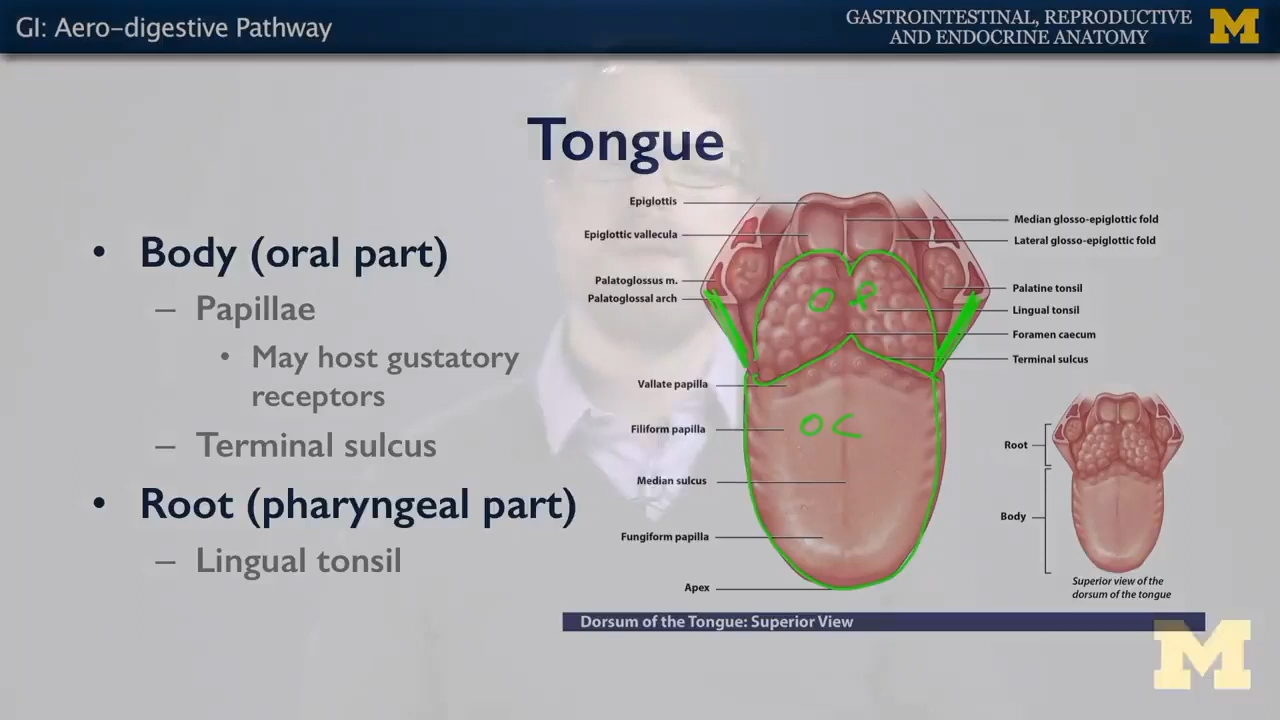 GI: Aero-digestive Pathway
GASTROINTESTINAL, REPRODUCTIVE
AND ENDOCRINE ANATOMY
M
Tongue
• Body (oral part)
– Papillae
• May host gustatory
receptors
– Terminal sulcus
• Root (pharyngeal part)
– Lingual tonsil
Epiglottis
Epiglottic vallecula
Palatoglossus m.
Palatoglossal arch
Vallate papilla
Filiform papilla
Median sulcus
Fungiform papilla
Apex
OP
OC
Median glosso-epiglottic fold
Lateral glosso-epiglottic fold
Palatine tonsil
Lingual tonsil
Foramen caecum
Terminal sulcus
Root
Body
Superior view of the
dorsum of the tongue
Dorsum of the Tongue: Superior View
M